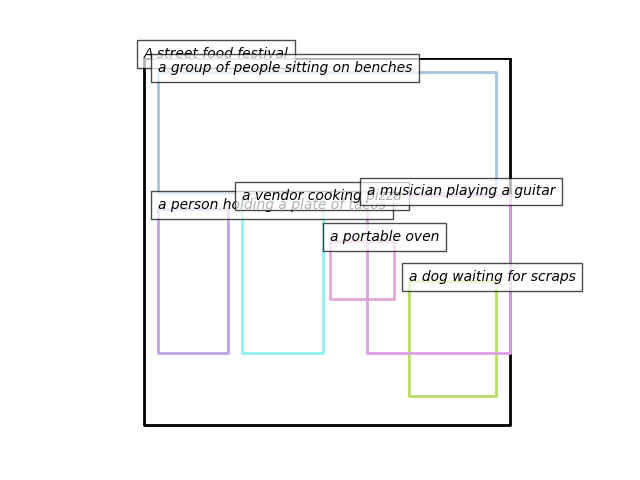 A street food festival
a group of people sitting on benches
a musician playing a guitar
a vendor cooking pizza
a person holding a plate of tacos
a portable oven
a dog waiting for scraps